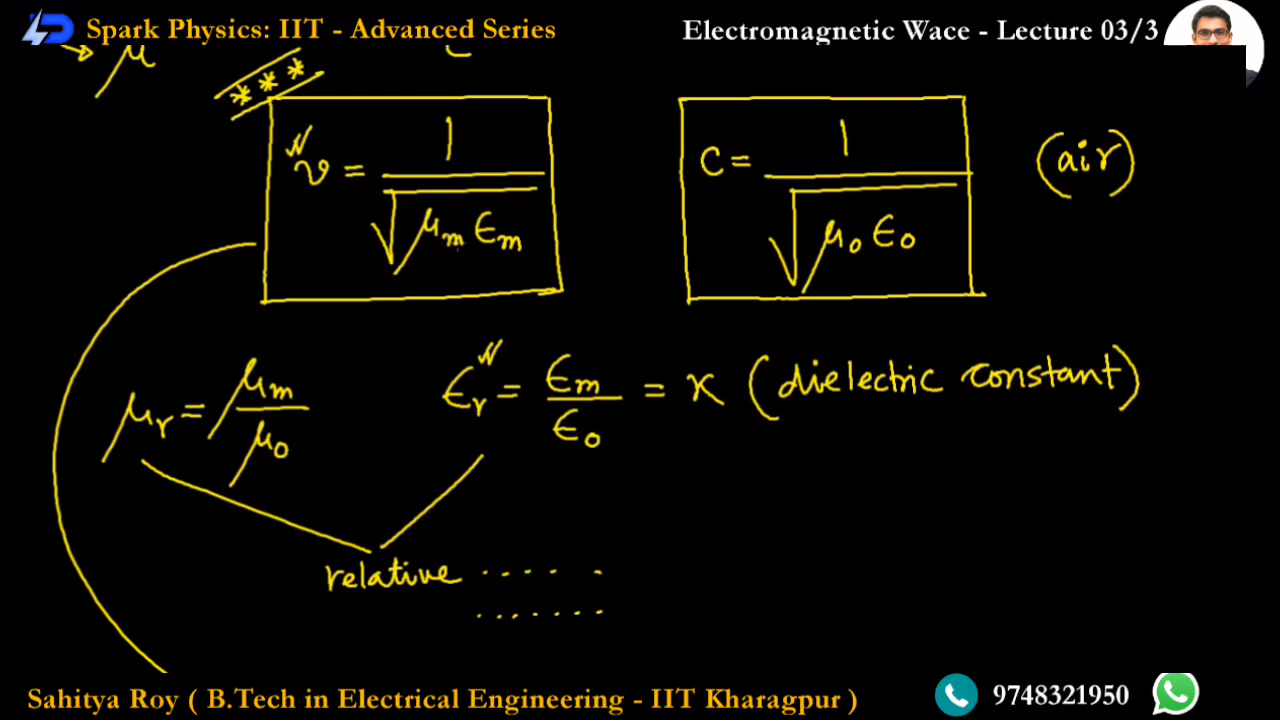 Spark Physics: IIT - Advanced Series
Electromagnetic Wace - Lecture 03/3
μ
* * *
v = 1 / √(μm ϵm)
C = 1 / √(μ0 ϵ0) (air)
μr = μm / μ0
ϵr = ϵm / ϵ0 = K (dielectric constant)
relative ..... .
.......
Sahitya Roy ( B.Tech in Electrical Engineering - IIT Kharagpur )
9748321950